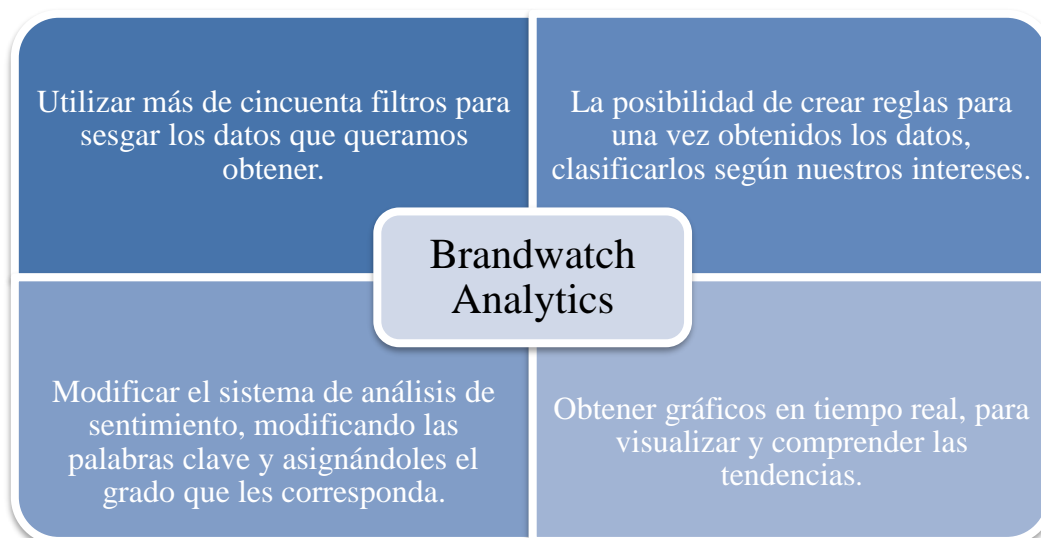 Utilizar más de cincuenta filtros para
sesgar los datos que queramos
obtener.
La posibilidad de crear reglas para
una vez obtenidos los datos,
clasificarlos según nuestros intereses.
Brandwatch
Analytics
Modificar el sistema de análisis de
sentimiento, modificando las
palabras clave y asignándoles el
grado que les corresponda.
Obtener gráficos en tiempo real, para
visualizar y comprender las
tendencias.